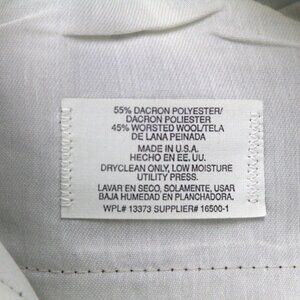 55% DACRON POLYESTER/
DACRON POLIESTER
45% WORSTED WOOL/TELA
DE LANA PEINADA
MADE IN U.S.A.
HECHO EN EE. UU.
DRYCLEAN ONLY, LOW MOISTURE
UTILITY PRESS.
LAVAR EN SECO, SOLAMENTE, USAR
BAJA HUMEDAD EN PLANCHADORA.
WPL# 13373 SUPPLIER# 16500-1